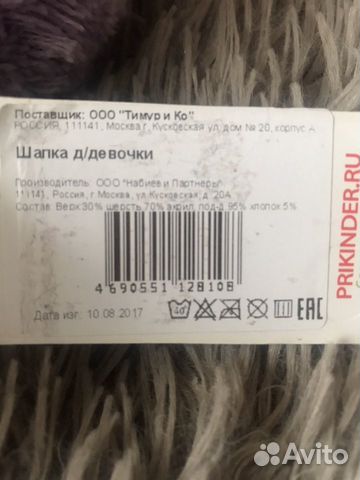 Поставщик: ООО "Тимур и Ко"
РОССИЯ, 111141, Москва г, Кусковская ул, дом № 20, корпус А
Шапка д/девочки
Производитель: ООО "Набиев и Партнеры"
111141, Россия, г. Москва, ул.Кусковская, д. 20А
Состав: Верх:30% шерсть,70% акрил, под-д 95% хлопок 5%
4 690551 128108
40
EAC
Дата изг: 10.08.2017
PRIKINDER.RU
Avito